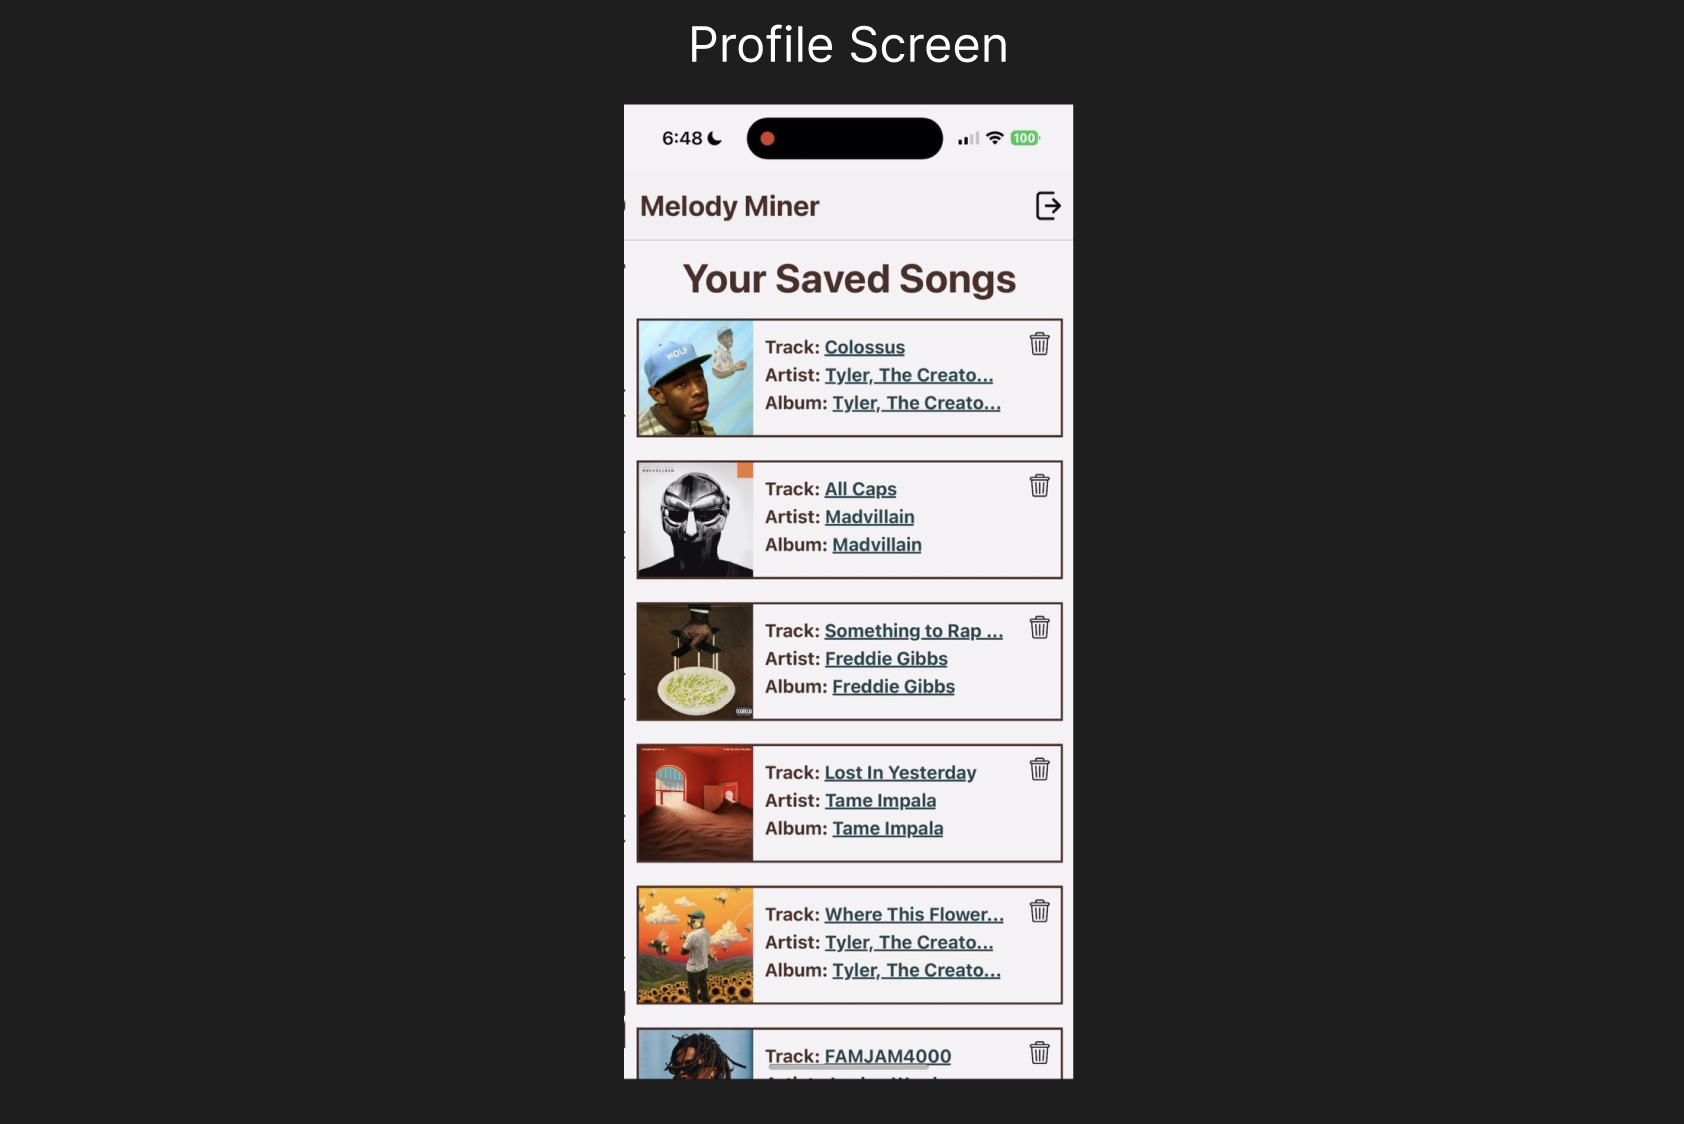 Profile Screen
6:48
100
Melody Miner
Your Saved Songs
WOLF
Track: Colossus
Artist: Tyler, The Creato...
Album: Tyler, The Creato...
MADVILLAIN
Track: All Caps
Artist: Madvillain
Album: Madvillain
Track: Something to Rap ...
Artist: Freddie Gibbs
Album: Freddie Gibbs
Track: Lost In Yesterday
Artist: Tame Impala
Album: Tame Impala
Track: Where This Flower...
Artist: Tyler, The Creato...
Album: Tyler, The Creato...
Track: FAMJAM4000